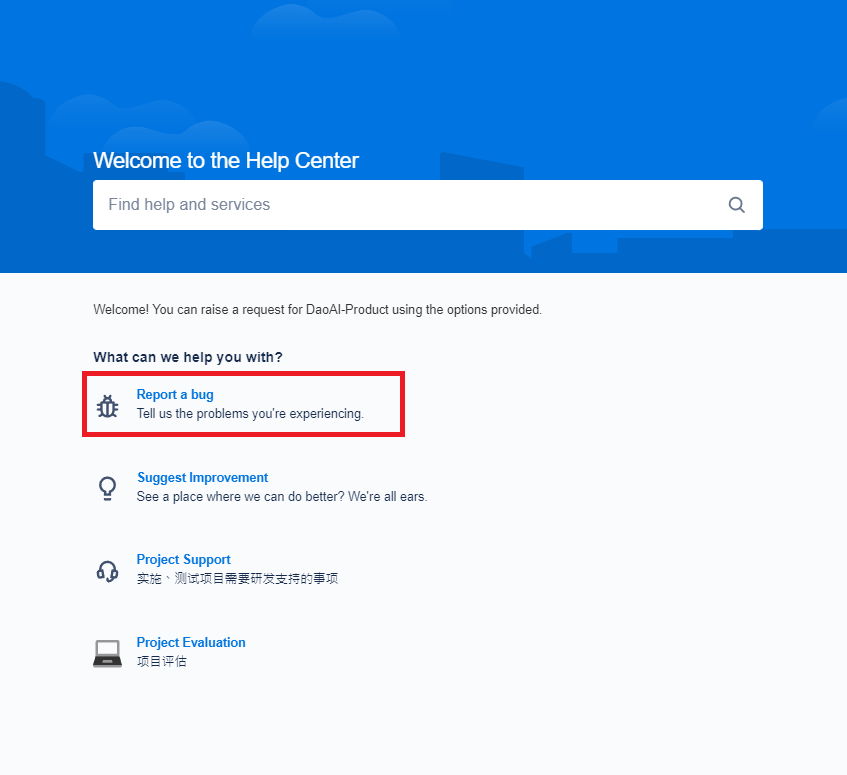 Welcome to the Help Center
Find help and services
Welcome! You can raise a request for DaoAI-Product using the options provided.
What can we help you with?
Report a bug
Tell us the problems you're experiencing.
Suggest Improvement
See a place where we can do better? We're all ears.
Project Support
实施、测试项目需要研发支持的事项
Project Evaluation
项目评估